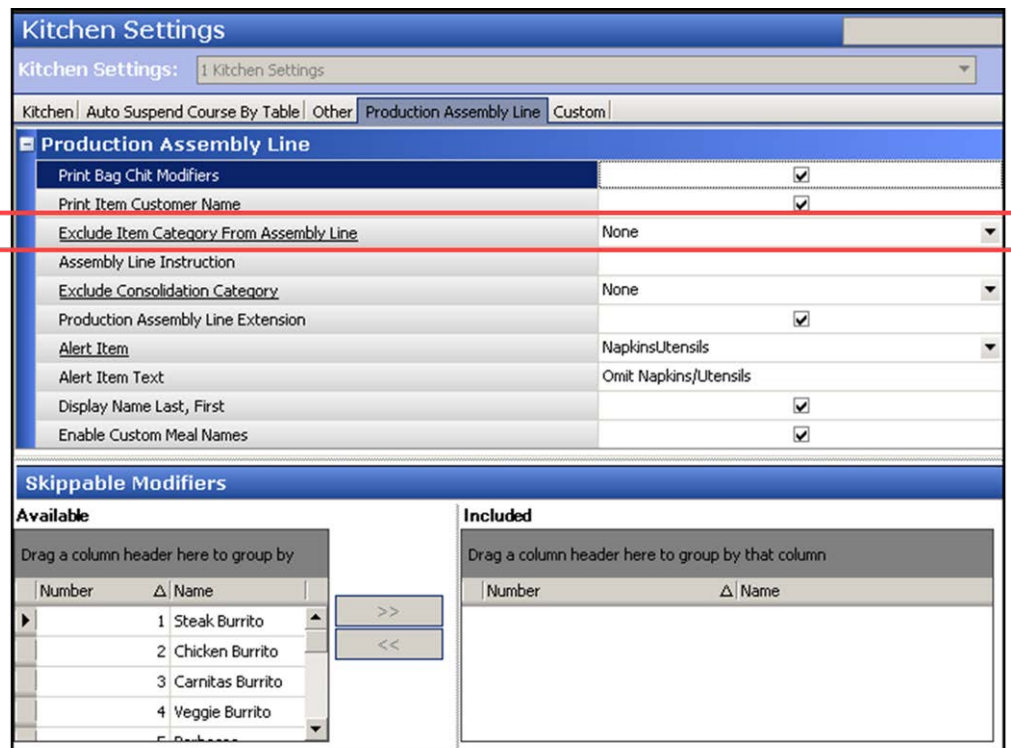 Kitchen Settings
Kitchen Settings: 1 Kitchen Settings
Kitchen Auto Suspend Course By Table Other Production Assembly Line Custom
Production Assembly Line
Print Bag Chit Modifiers
Print Item Customer Name
Exclude Item Category From Assembly Line None
Assembly Line Instruction
Exclude Consolidation Category None
Production Assembly Line Extension
Alert Item NapkinsUtensils
Alert Item Text Omit Napkins/Utensils
Display Name Last, First
Enable Custom Meal Names
Skippable Modifiers
Available Included
Drag a column header here to group by Drag a column header here to group by that column
Number Name Number Name
>>
1 Steak Burrito
<<
2 Chicken Burrito
3 Carnitas Burrito
4 Veggie Burrito